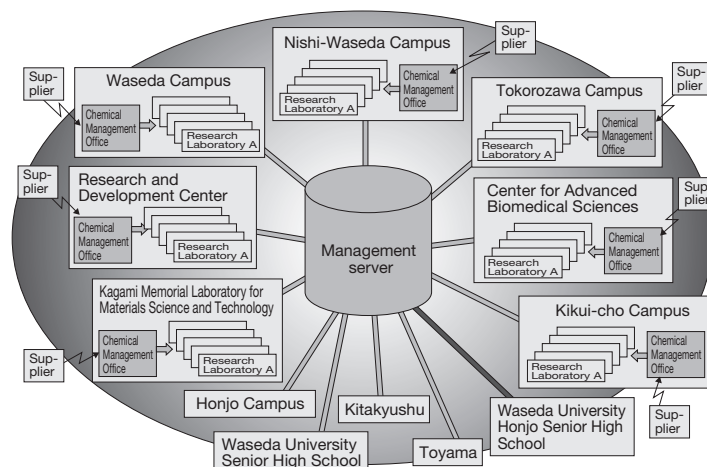 Nishi-Waseda Campus
Research
Laboratory A
Chemical
Management
Office
Sup-
plier
Waseda Campus
Sup-
plier
Chemical
Management
Office
Research
Laboratory A
Tokorozawa Campus
Research
Laboratory A
Chemical
Management
Office
Sup-
plier
Research and
Development Center
Sup-
plier
Chemical
Management
Office
Research
Laboratory A
Management
server
Center for Advanced
Biomedical Sciences
Research
Laboratory A
Chemical
Management
Office
Sup-
plier
Kagami Memorial Laboratory for
Materials Science and Technology
Sup-
plier
Chemical
Management
Office
Research
Laboratory A
Kikui-cho Campus
Research
Laboratory A
Chemical
Management
Office
Sup-
plier
Honjo Campus
Waseda University
Senior High School
Kitakyushu
Toyama
Waseda University
Honjo Senior High
School